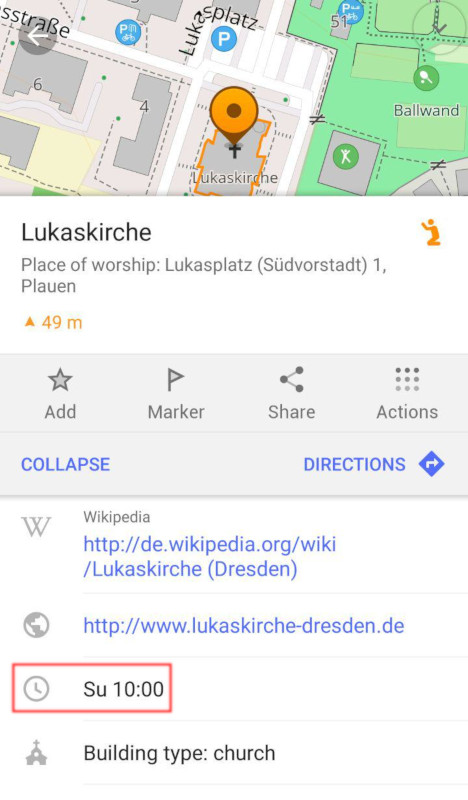 sstraße
Lukasplatz
P
P
P
51
6
4
Ballwand
Lukaskirche
Lukaskirche
Place of worship: Lukasplatz (Südvorstadt) 1,
Plauen
49 m
Add
Marker
Share
Actions
COLLAPSE
DIRECTIONS
W
Wikipedia
http://de.wikipedia.org/wiki
/Lukaskirche (Dresden)
http://www.lukaskirche-dresden.de
Su 10:00
Building type: church